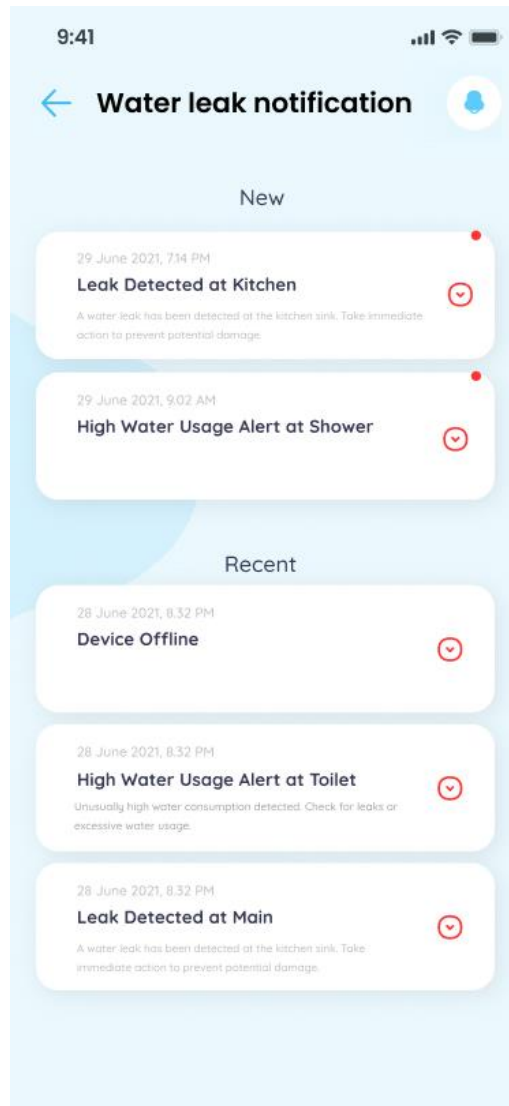 9:41
Water leak notification
New
29 June 2021, 7.14 PM
Leak Detected at Kitchen
A water leak has been detected at the kitchen sink. Take immediate
action to prevent potential damage.
29 June 2021, 9.02 AM
High Water Usage Alert at Shower
Recent
28 June 2021, 8.32 PM
Device Offline
28 June 2021, 8.32 PM
High Water Usage Alert at Toilet
Unusually high water consumption detected. Check for leaks or
excessive water usage.
28 June 2021, 8.32 PM
Leak Detected at Main
A water leak has been detected at the kitchen sink. Take
immediate action to prevent potential damage.